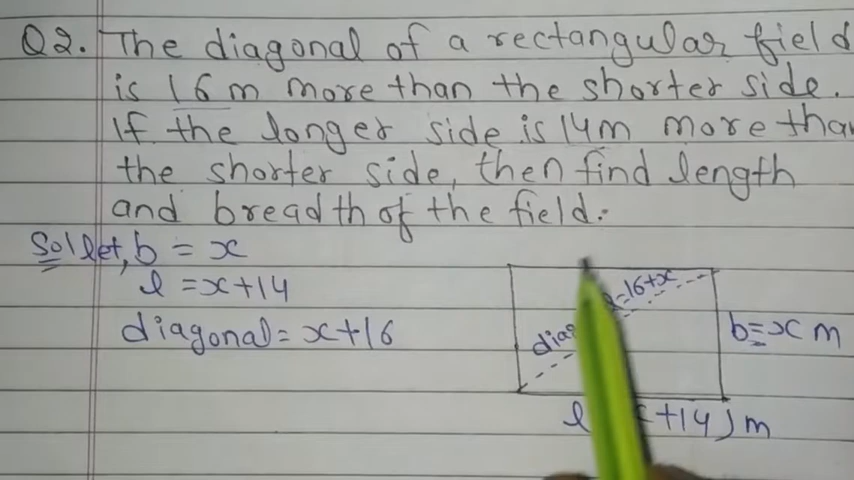 Q2. The diagonal of a rectangular field
is 16 m more than the shorter side.
If the longer side is 14m more than
the shorter side, then find length
and breadth of the field.
Sol let, b = x
l = x+14
diagonal = x+16
16+x
b = x m
l +14) m